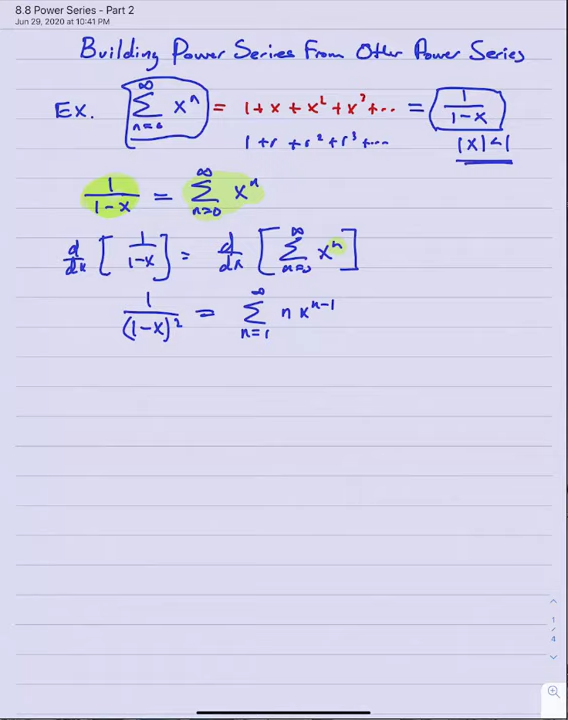 8.8 Power Series - Part 2
Jun 29, 2020 at 10:41 PM
Building Power Series From Other Power Series
Ex. ∑_{n=0}^{∞} x^n = 1 + x + x^2 + x^3 + ... = 1/(1-x)
1 + r + r^2 + r^3 + ... |x| < 1
1/(1-x) = ∑_{n=0}^{∞} x^n
d/dx [ 1/(1-x) ] = d/dx [ ∑_{n=0}^{∞} x^n ]
1/(1-x)^2 = ∑_{n=1}^{∞} n x^{n-1}
1
/
4